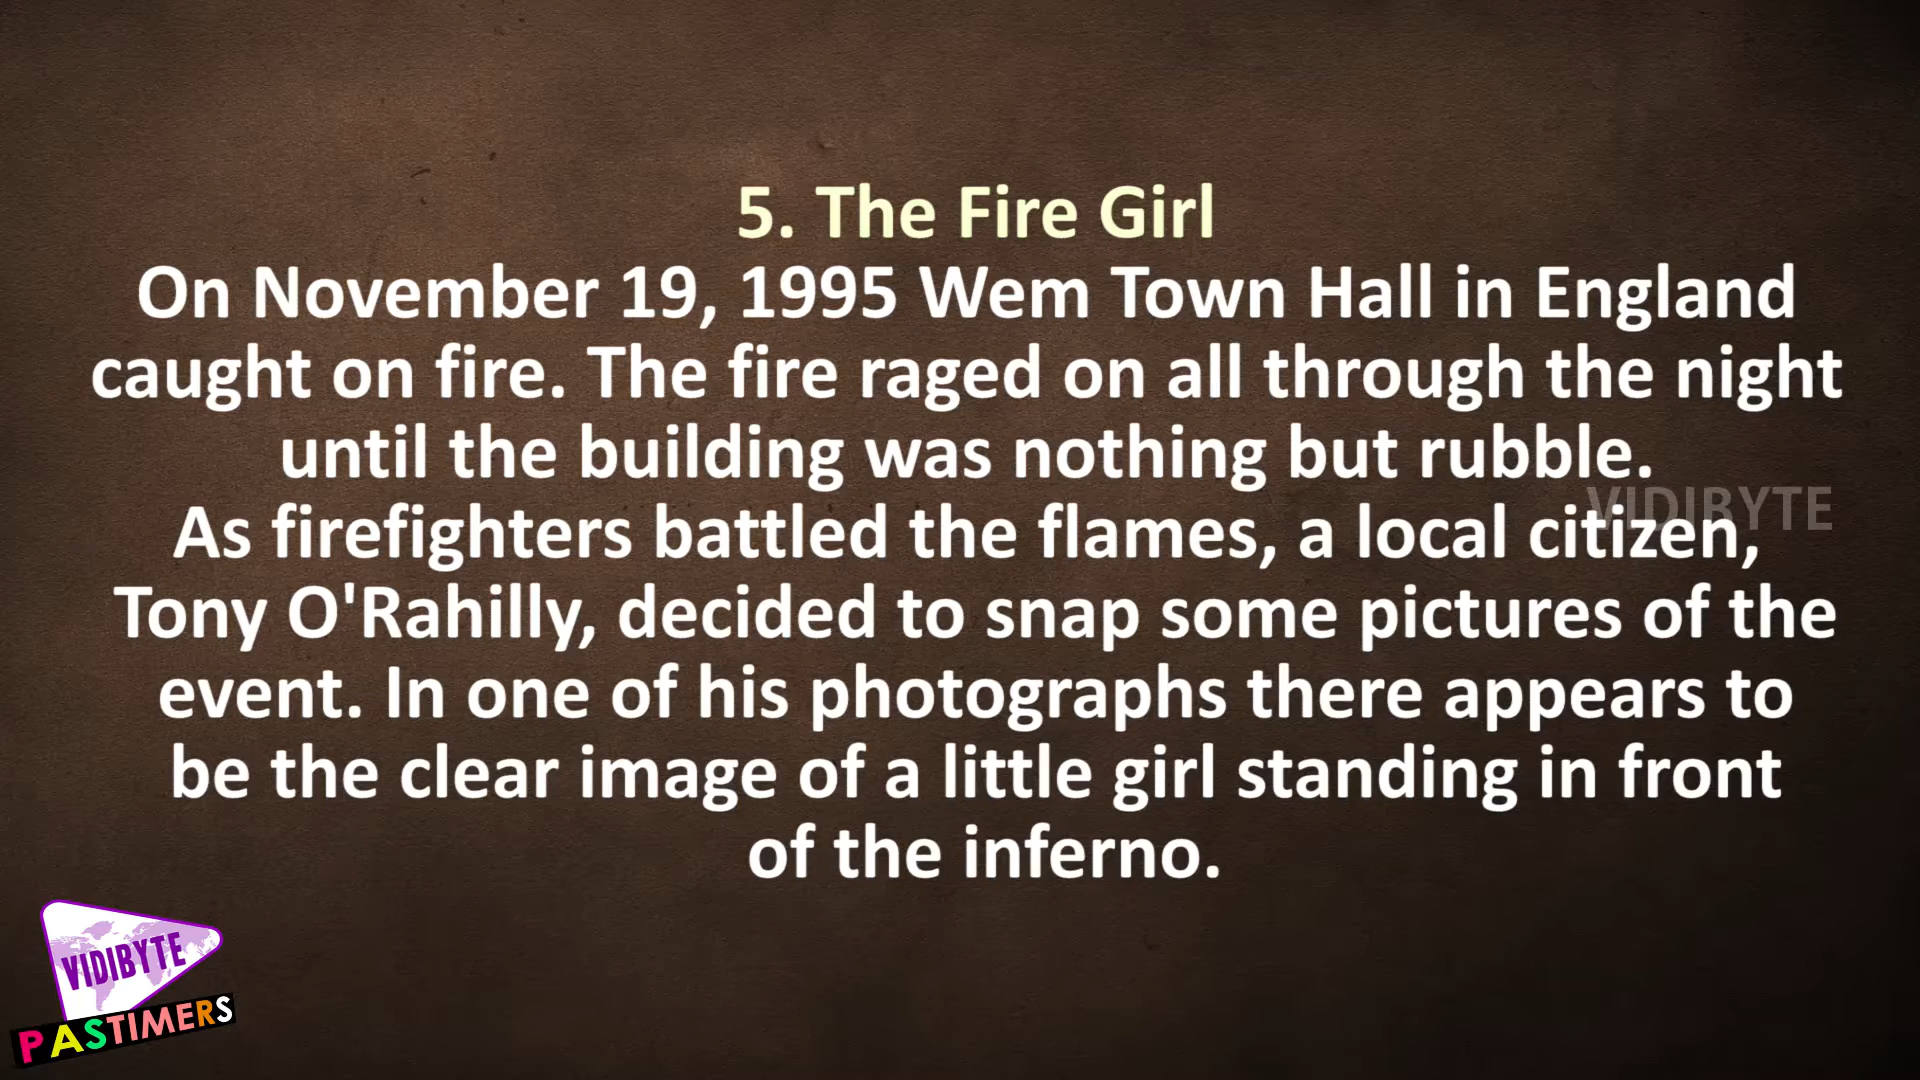 5. The Fire Girl
On November 19, 1995 Wem Town Hall in England
caught on fire. The fire raged on all through the night
until the building was nothing but rubble.
VIDIBYTE
As firefighters battled the flames, a local citizen,
Tony O'Rahilly, decided to snap some pictures of the
event. In one of his photographs there appears to
be the clear image of a little girl standing in front
of the inferno.
VIDIBYTE
PASTIMERS